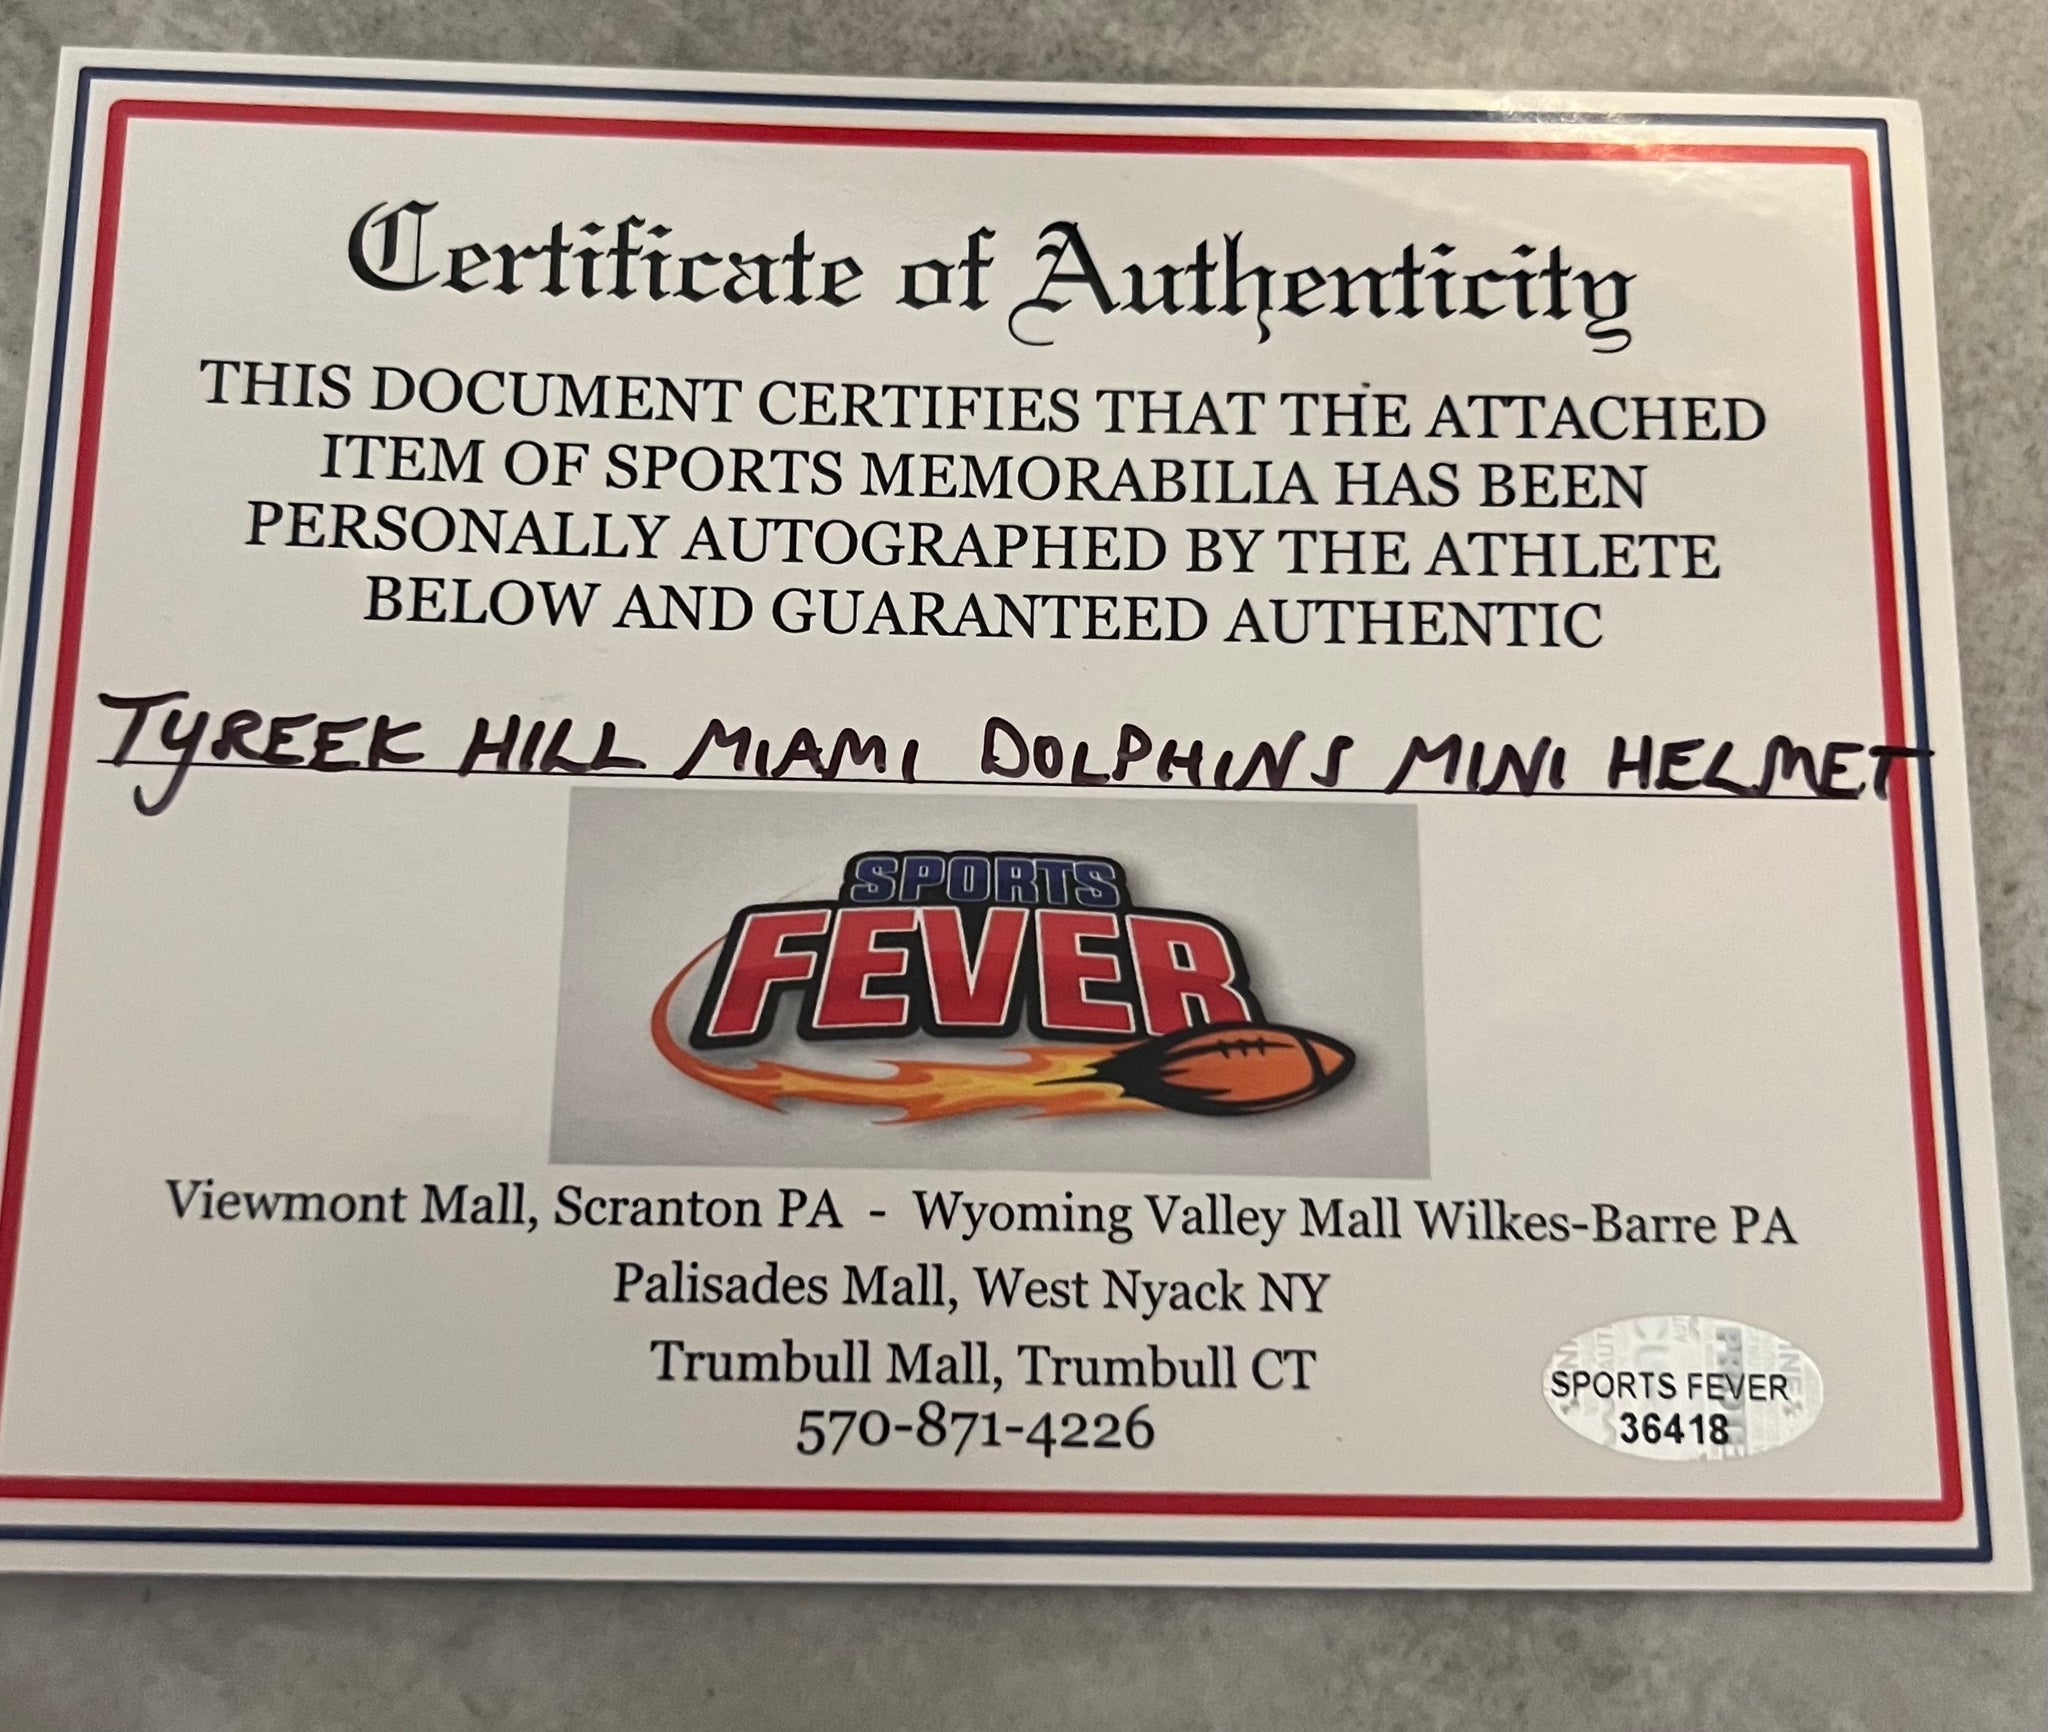 Certificate of Authenticity
THIS DOCUMENT CERTIFIES THAT THE ATTACHED
ITEM OF SPORTS MEMORABILIA HAS BEEN
PERSONALLY AUTOGRAPHED BY THE ATHLETE
BELOW AND GUARANTEED AUTHENTIC
TYREEK HILL MIAMI DOLPHINS MINI HELMET
SPORTS
FEVER
Viewmont Mall, Scranton PA - Wyoming Valley Mall Wilkes-Barre PA
Palisades Mall, West Nyack NY
Trumbull Mall, Trumbull CT
570-871-4226
SPORTS FEVER
36418